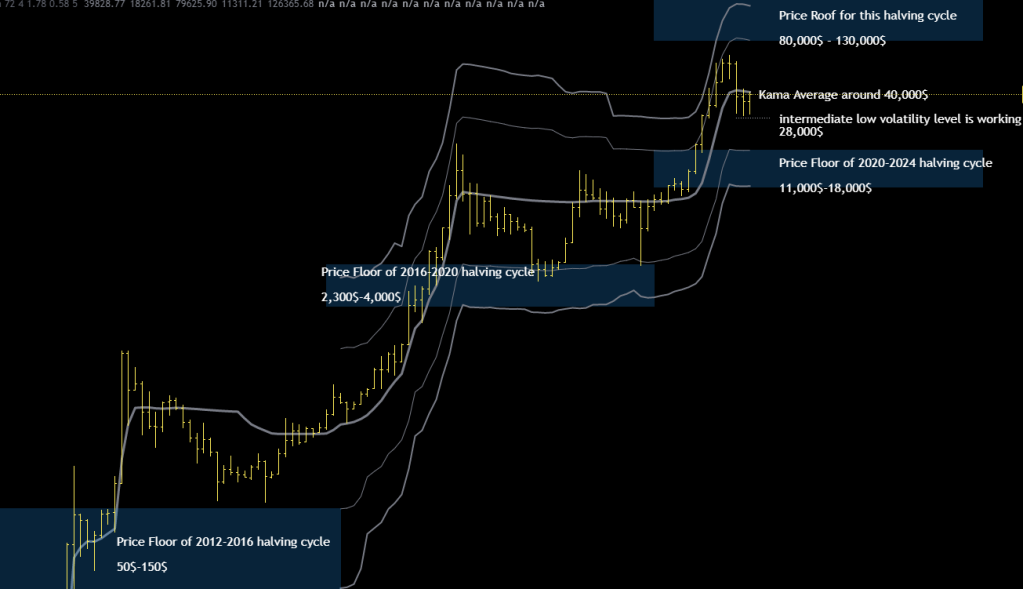 72 4 1.78 0.58 5 39828.77 18261.81 79625.90 11311.21 126365.68 n/a n/a n/a n/a n/a n/a n/a n/a n/a n/a n/a
Price Roof for this halving cycle
80,000$ - 130,000$
Kama Average around 40,000$
intermediate low volatility level is working
28,000$
Price Floor of 2020-2024 halving cycle
11,000$-18,000$
Price Floor of 2016-2020 halving cycle
2,300$-4,000$
Price Floor of 2012-2016 halving cycle
50$-150$